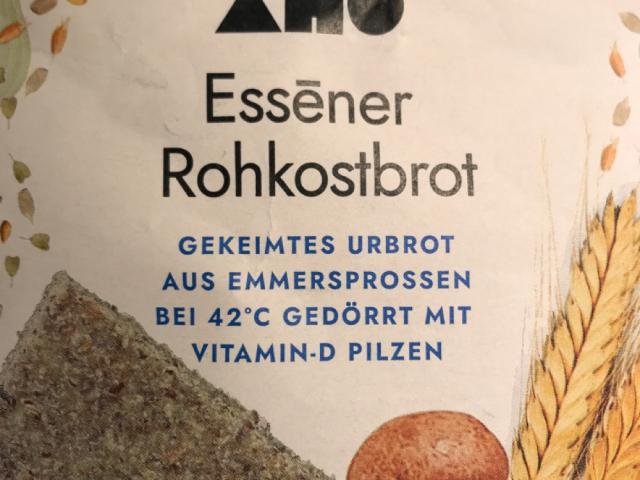 Essēner
Rohkostbrot
GEKEIMTES URBROT
AUS EMMERSPROSSEN
BEI 42°C GEDÖRRT MIT
VITAMIN-D PILZEN